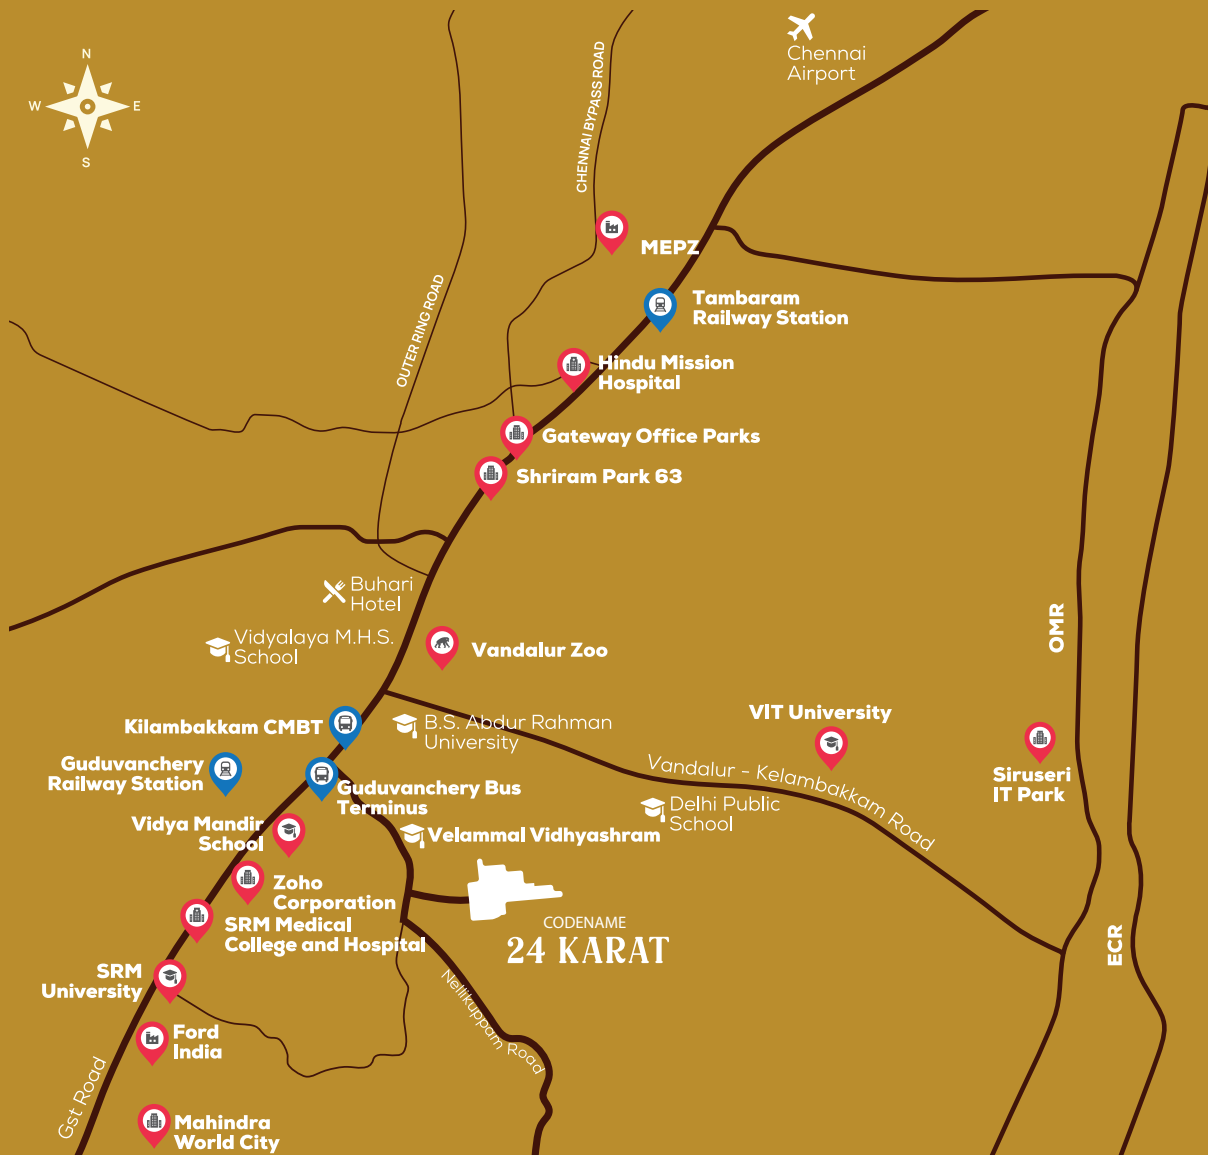 N
W
E
S
Chennai
Airport
CHENNAI BYPASS ROAD
OUTER RING ROAD
MEPZ
Tambaram
Railway Station
Hindu Mission
Hospital
Gateway Office Parks
Shriram Park 63
Buhari
Hotel
Vidyalaya M.H.S.
School
Vandalur Zoo
OMR
Kilambakkam CMBT
B.S. Abdur Rahman
University
VIT University
Guduvanchery
Railway Station
Guduvanchery Bus
Terminus
Vandalur - Kelambakkam Road
Siruseri
IT Park
Delhi Public
School
Vidya Mandir
School
Velammal Vidhyashram
Zoho
Corporation
SRM Medical
College and Hospital
CODENAME
24 KARAT
ECR
SRM
University
Nellikuppam Road
Ford
India
Gst Road
Mahindra
World City